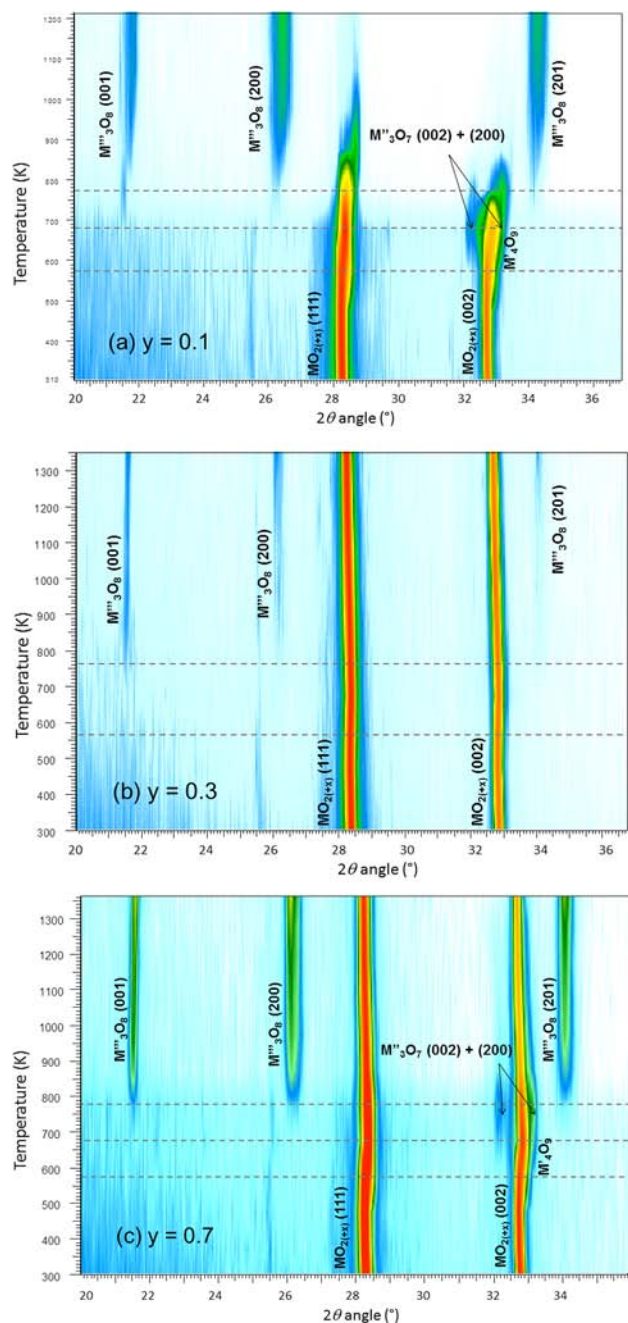 1200
1100
1000
900
800
700
600
500
400
310
Temperature (K)
M'''₃O₈ (001)
M'''₃O₈ (200)
M'''₃O₈ (201)
M''₃O₇ (002) + (200)
M'₄O₉
MO₂₍₊ₓ₎ (111)
MO₂₍₊ₓ₎ (002)
(a) y = 0.1
20 22 24 26 28 30 32 34 36
2θ angle (°)
1300
1200
1100
1000
900
800
700
600
500
400
300
Temperature (K)
M'''₃O₈ (001)
M'''₃O₈ (200)
M'''₃O₈ (201)
MO₂₍₊ₓ₎ (111)
MO₂₍₊ₓ₎ (002)
(b) y = 0.3
20 22 24 26 28 30 32 34 36
2θ angle (°)
1300
1200
1100
1000
900
800
700
600
500
400
300
Temperature (K)
M'''₃O₈ (001)
M'''₃O₈ (200)
M'''₃O₈ (201)
M''₃O₇ (002) + (200)
M'₄O₉
MO₂₍₊ₓ₎ (111)
MO₂₍₊ₓ₎ (002)
(c) y = 0.7
20 22 24 26 28 30 32 34
2θ angle (°)